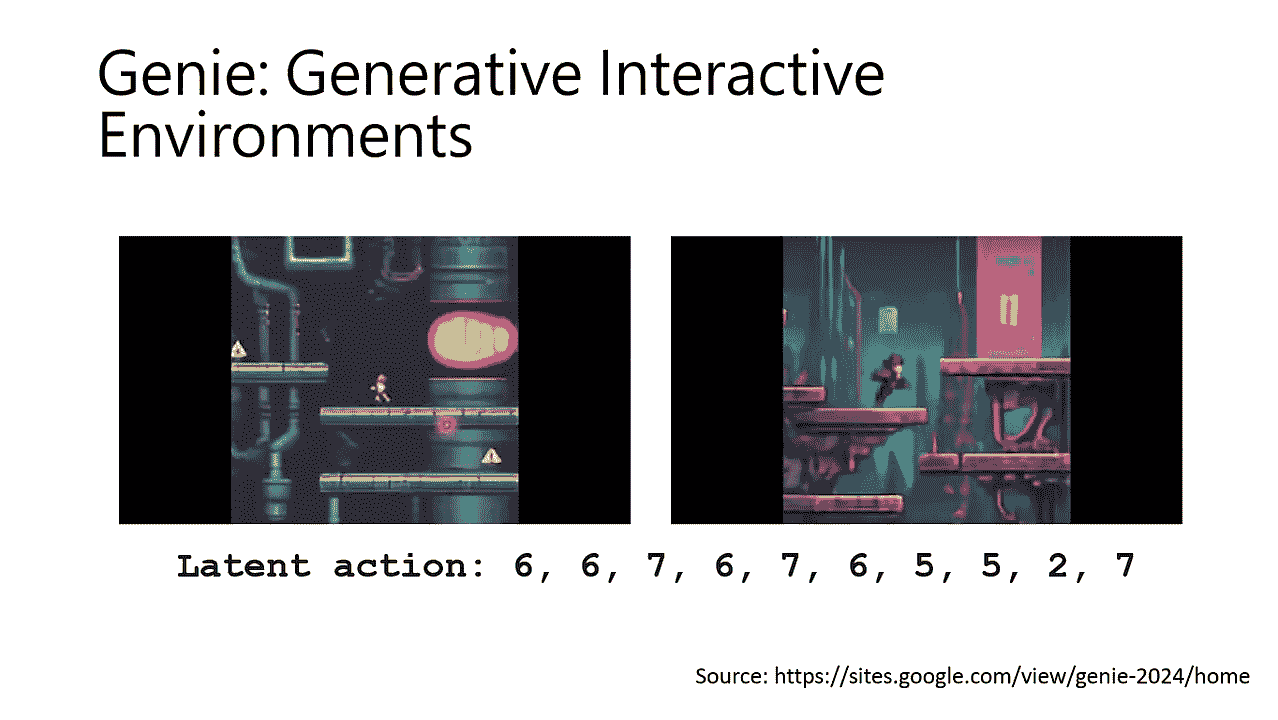 Genie: Generative Interactive
Environments
Latent action: 6, 6, 7, 6, 7, 6, 5, 5, 2, 7
Source: https://sites.google.com/view/genie-2024/home